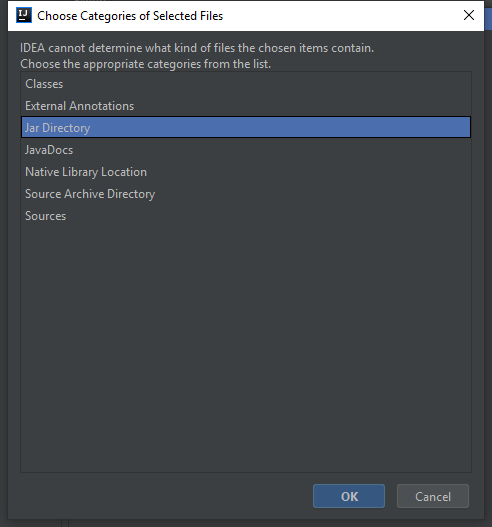 IJ
Choose Categories of Selected Files
IDEA cannot determine what kind of files the chosen items contain.
Choose the appropriate categories from the list.
Classes
External Annotations
Jar Directory
JavaDocs
Native Library Location
Source Archive Directory
Sources
OK
Cancel